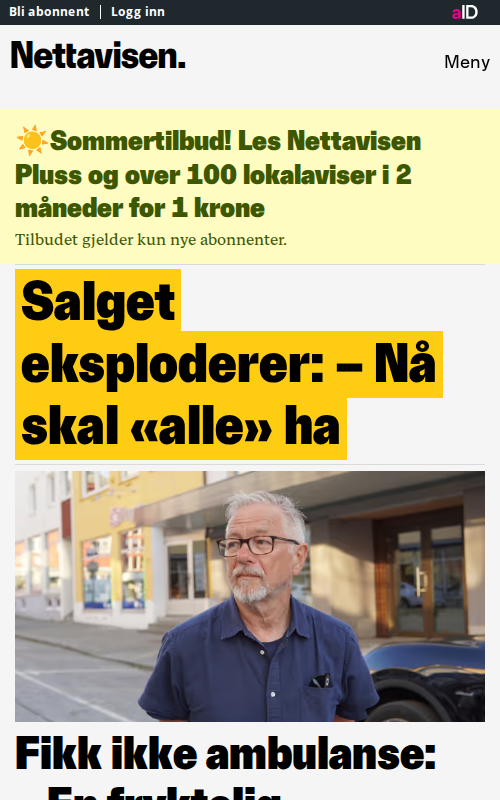 Bli abonnent | Logg inn
aID
Nettavisen.
Meny
☀️Sommertilbud! Les Nettavisen
Pluss og over 100 lokalaviser i 2
måneder for 1 krone
Tilbudet gjelder kun nye abonnenter.
Salget
eksploderer: – Nå
skal «alle» ha
Fikk ikke ambulanse:
– En fryktelig